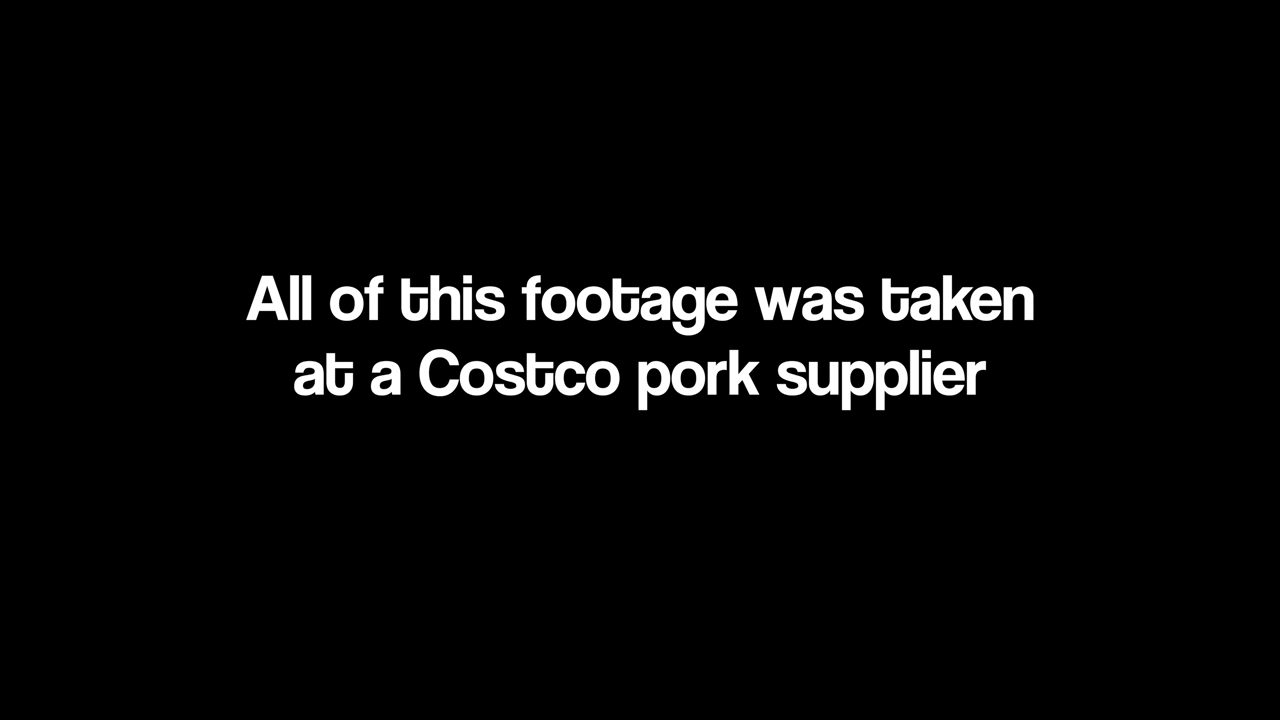 All of this footage was taken
at a Costco pork supplier